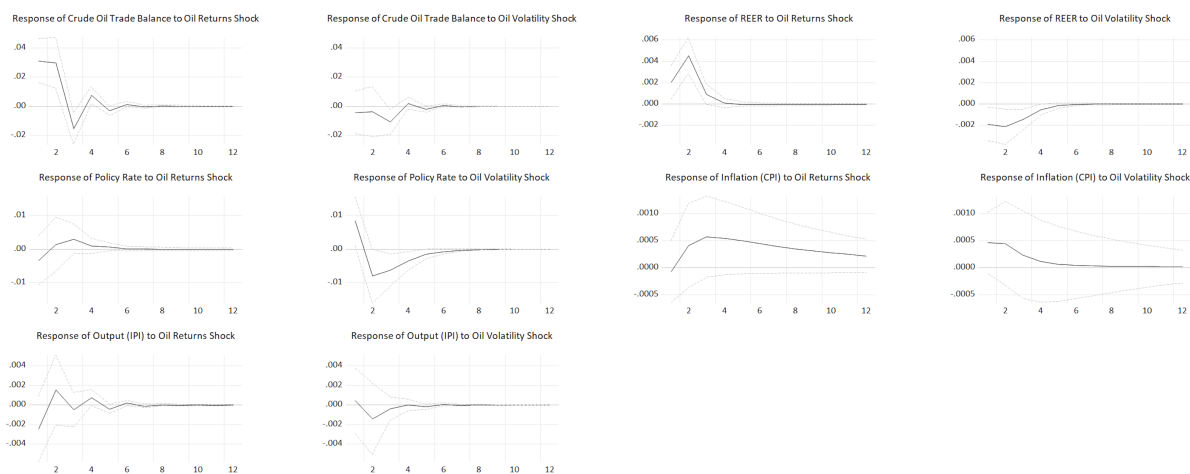 Response of Crude Oil Trade Balance to Oil Returns Shock
.04
.02
.00
-.02
2 4 6 8 10 12
Response of Crude Oil Trade Balance to Oil Volatility Shock
.04
.02
.00
-.02
2 4 6 8 10 12
Response of REER to Oil Returns Shock
.006
.004
.002
.000
-.002
2 4 6 8 10 12
Response of REER to Oil Volatility Shock
.006
.004
.002
.000
-.002
2 4 6 8 10 12
Response of Policy Rate to Oil Returns Shock
.01
.00
-.01
2 4 6 8 10 12
Response of Policy Rate to Oil Volatility Shock
.01
.00
-.01
2 4 6 8 10 12
Response of Inflation (CPI) to Oil Returns Shock
.0010
.0005
.0000
-.0005
2 4 6 8 10 12
Response of Inflation (CPI) to Oil Volatility Shock
.0010
.0005
.0000
-.0005
2 4 6 8 10 12
Response of Output (IPI) to Oil Returns Shock
.004
.002
.000
-.002
-.004
2 4 6 8 10 12
Response of Output (IPI) to Oil Volatility Shock
.004
.002
.000
-.002
-.004
2 4 6 8 10 12